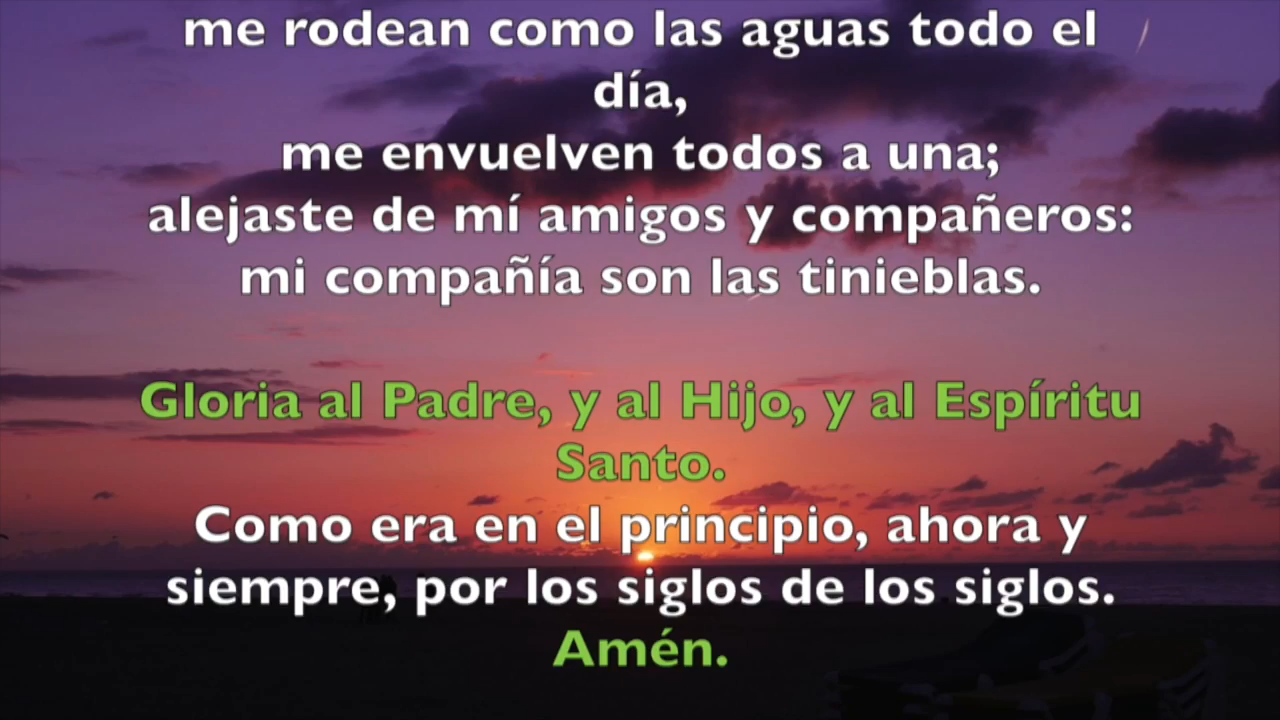 me rodean como las aguas todo el
día,
me envuelven todos a una;
alejaste de mí amigos y compañeros:
mi compañía son las tinieblas.
Gloria al Padre, y al Hijo, y al Espíritu
Santo.
Como era en el principio, ahora y
siempre, por los siglos de los siglos.
Amén.